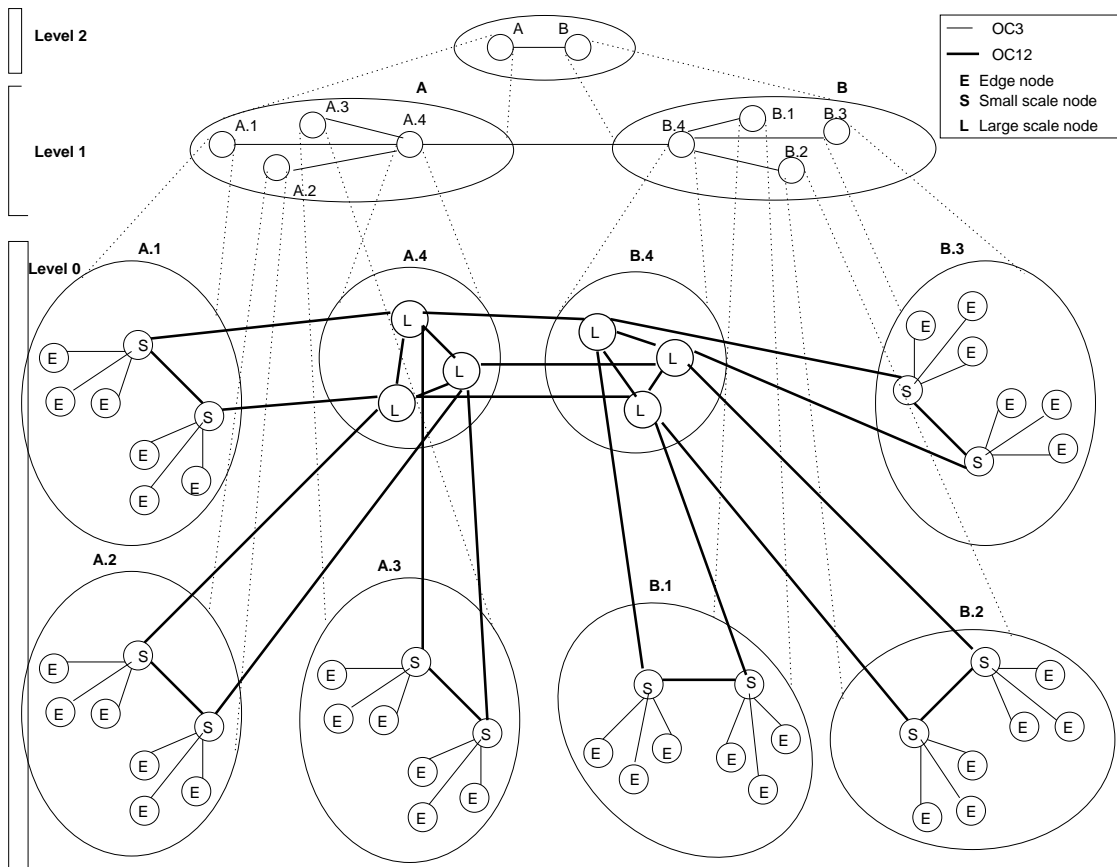 Level 2
A
B
OC3
OC12
E Edge node
S Small scale node
L Large scale node
Level 1
A
A.1
A.3
A.4
A.2
B
B.4
B.1
B.3
B.2
Level 0
A.1
S
E
E
E
S
E
E
E
A.4
L
L
L
B.4
L
L
L
B.3
E
E
E
S
E
E
E
S
A.2
S
E
E
E
S
E
E
E
A.3
S
E
E
E
S
E
E
E
B.1
S
S
E
E
E
E
E
E
B.2
S
E
E
E
S
E
E
E